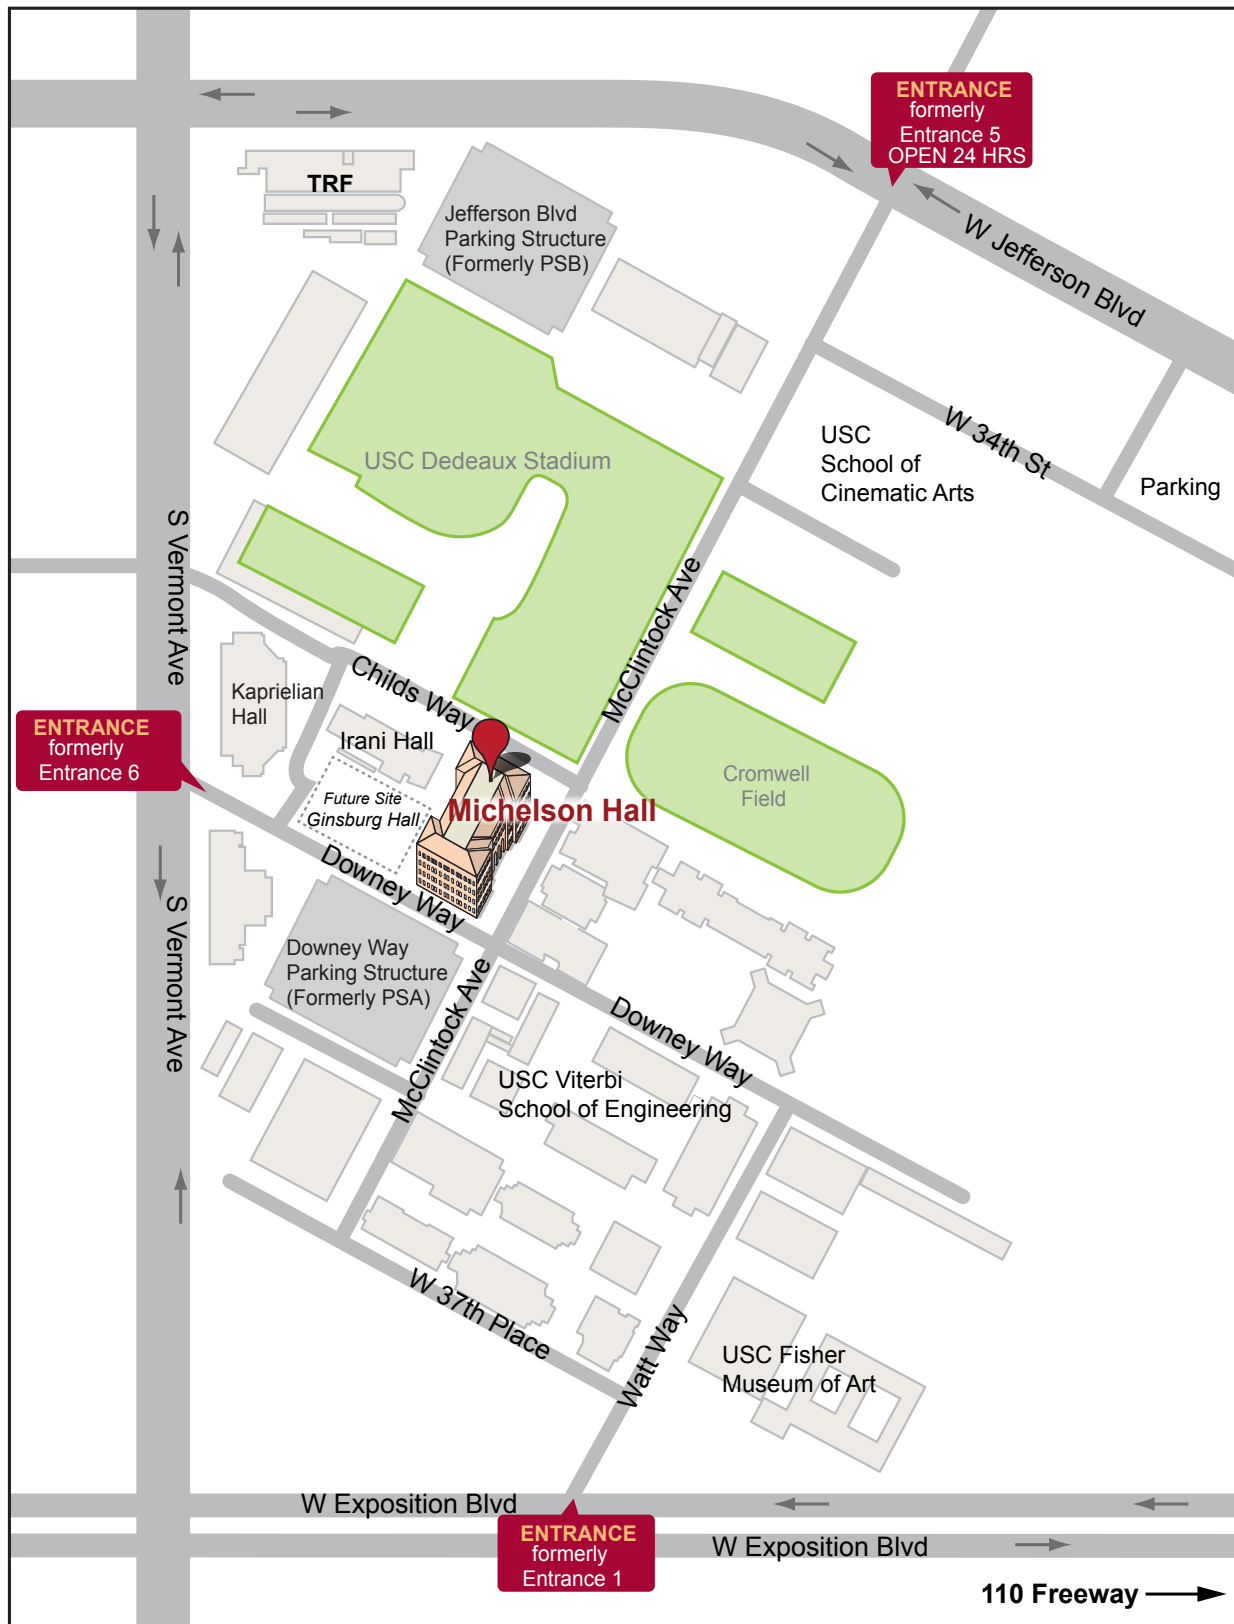 ENTRANCE
formerly
Entrance 5
OPEN 24 HRS
TRF
Jefferson Blvd
Parking Structure
(Formerly PSB)
W Jefferson Blvd
W 34th St
USC
School of
Cinematic Arts
Parking
USC Dedeaux Stadium
S Vermont Ave
McClintock Ave
Childs Way
Kaprielian
Hall
ENTRANCE
formerly
Entrance 6
Irani Hall
Cromwell
Field
Future Site
Ginsburg Hall
Michelson Hall
Downey Way
S Vermont Ave
Downey Way
Parking Structure
(Formerly PSA)
McClintock Ave
Downey Way
USC Viterbi
School of Engineering
W 37th Place
Watt Way
USC Fisher
Museum of Art
W Exposition Blvd
ENTRANCE
formerly
Entrance 1
W Exposition Blvd
110 Freeway